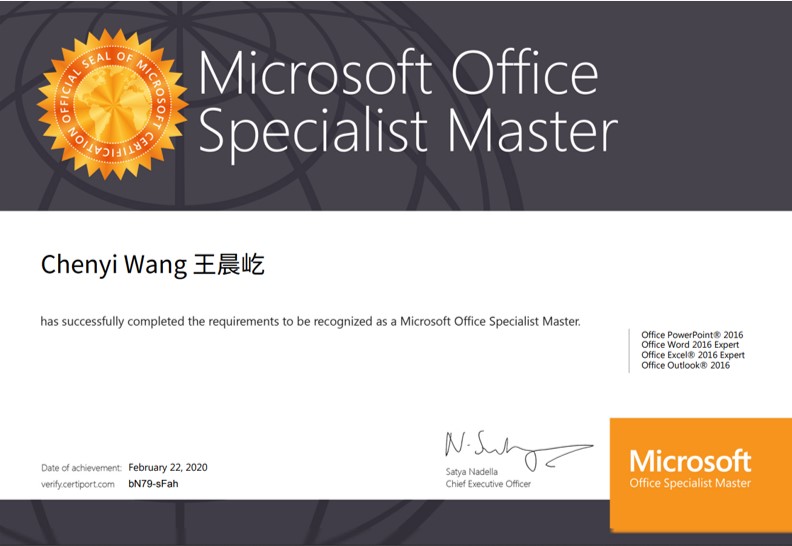 OFFICIAL SEAL OF MICROSOFT CERTIFICATION
Microsoft Office
Specialist Master
Chenyi Wang 王晨屹
has successfully completed the requirements to be recognized as a Microsoft Office Specialist Master.
Office PowerPoint® 2016
Office Word 2016 Expert
Office Excel® 2016 Expert
Office Outlook® 2016
Satya Nadella
Chief Executive Officer
Date of achievement: February 22, 2020
verify.certiport.com bN79-sFah
Microsoft
Office Specialist Master